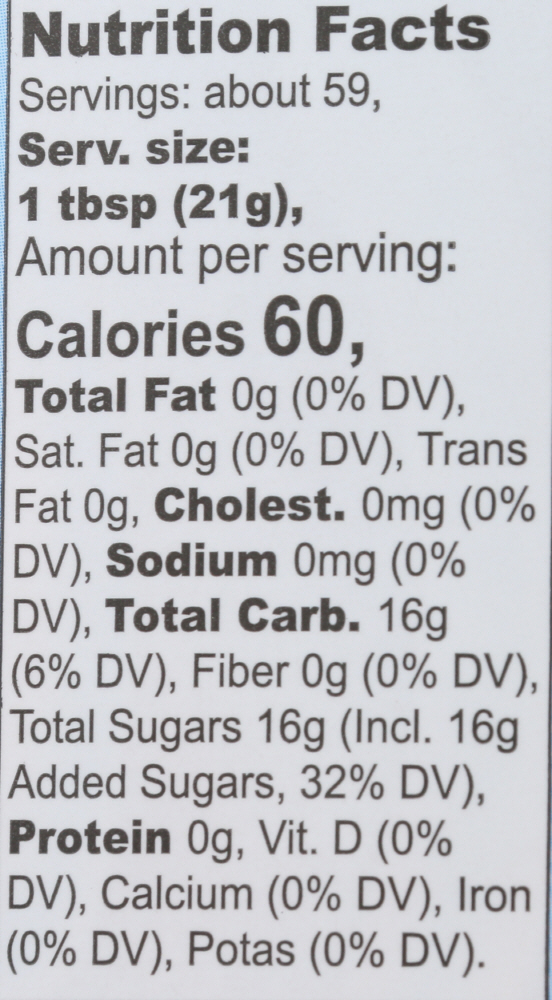 Nutrition Facts
Servings: about 59,
Serv. size:
1 tbsp (21g),
Amount per serving:
Calories 60,
Total Fat 0g (0% DV),
Sat. Fat 0g (0% DV), Trans
Fat 0g, Cholest. 0mg (0%
DV), Sodium 0mg (0%
DV), Total Carb. 16g
(6% DV), Fiber 0g (0% DV),
Total Sugars 16g (Incl. 16g
Added Sugars, 32% DV),
Protein 0g, Vit. D (0%
DV), Calcium (0% DV), Iron
(0% DV), Potas (0% DV).